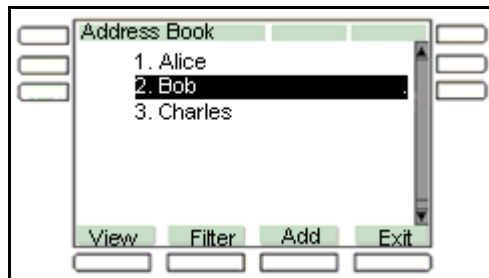 Address Book
1. Alice
2. Bob .
3. Charles
View Filter Add Exit